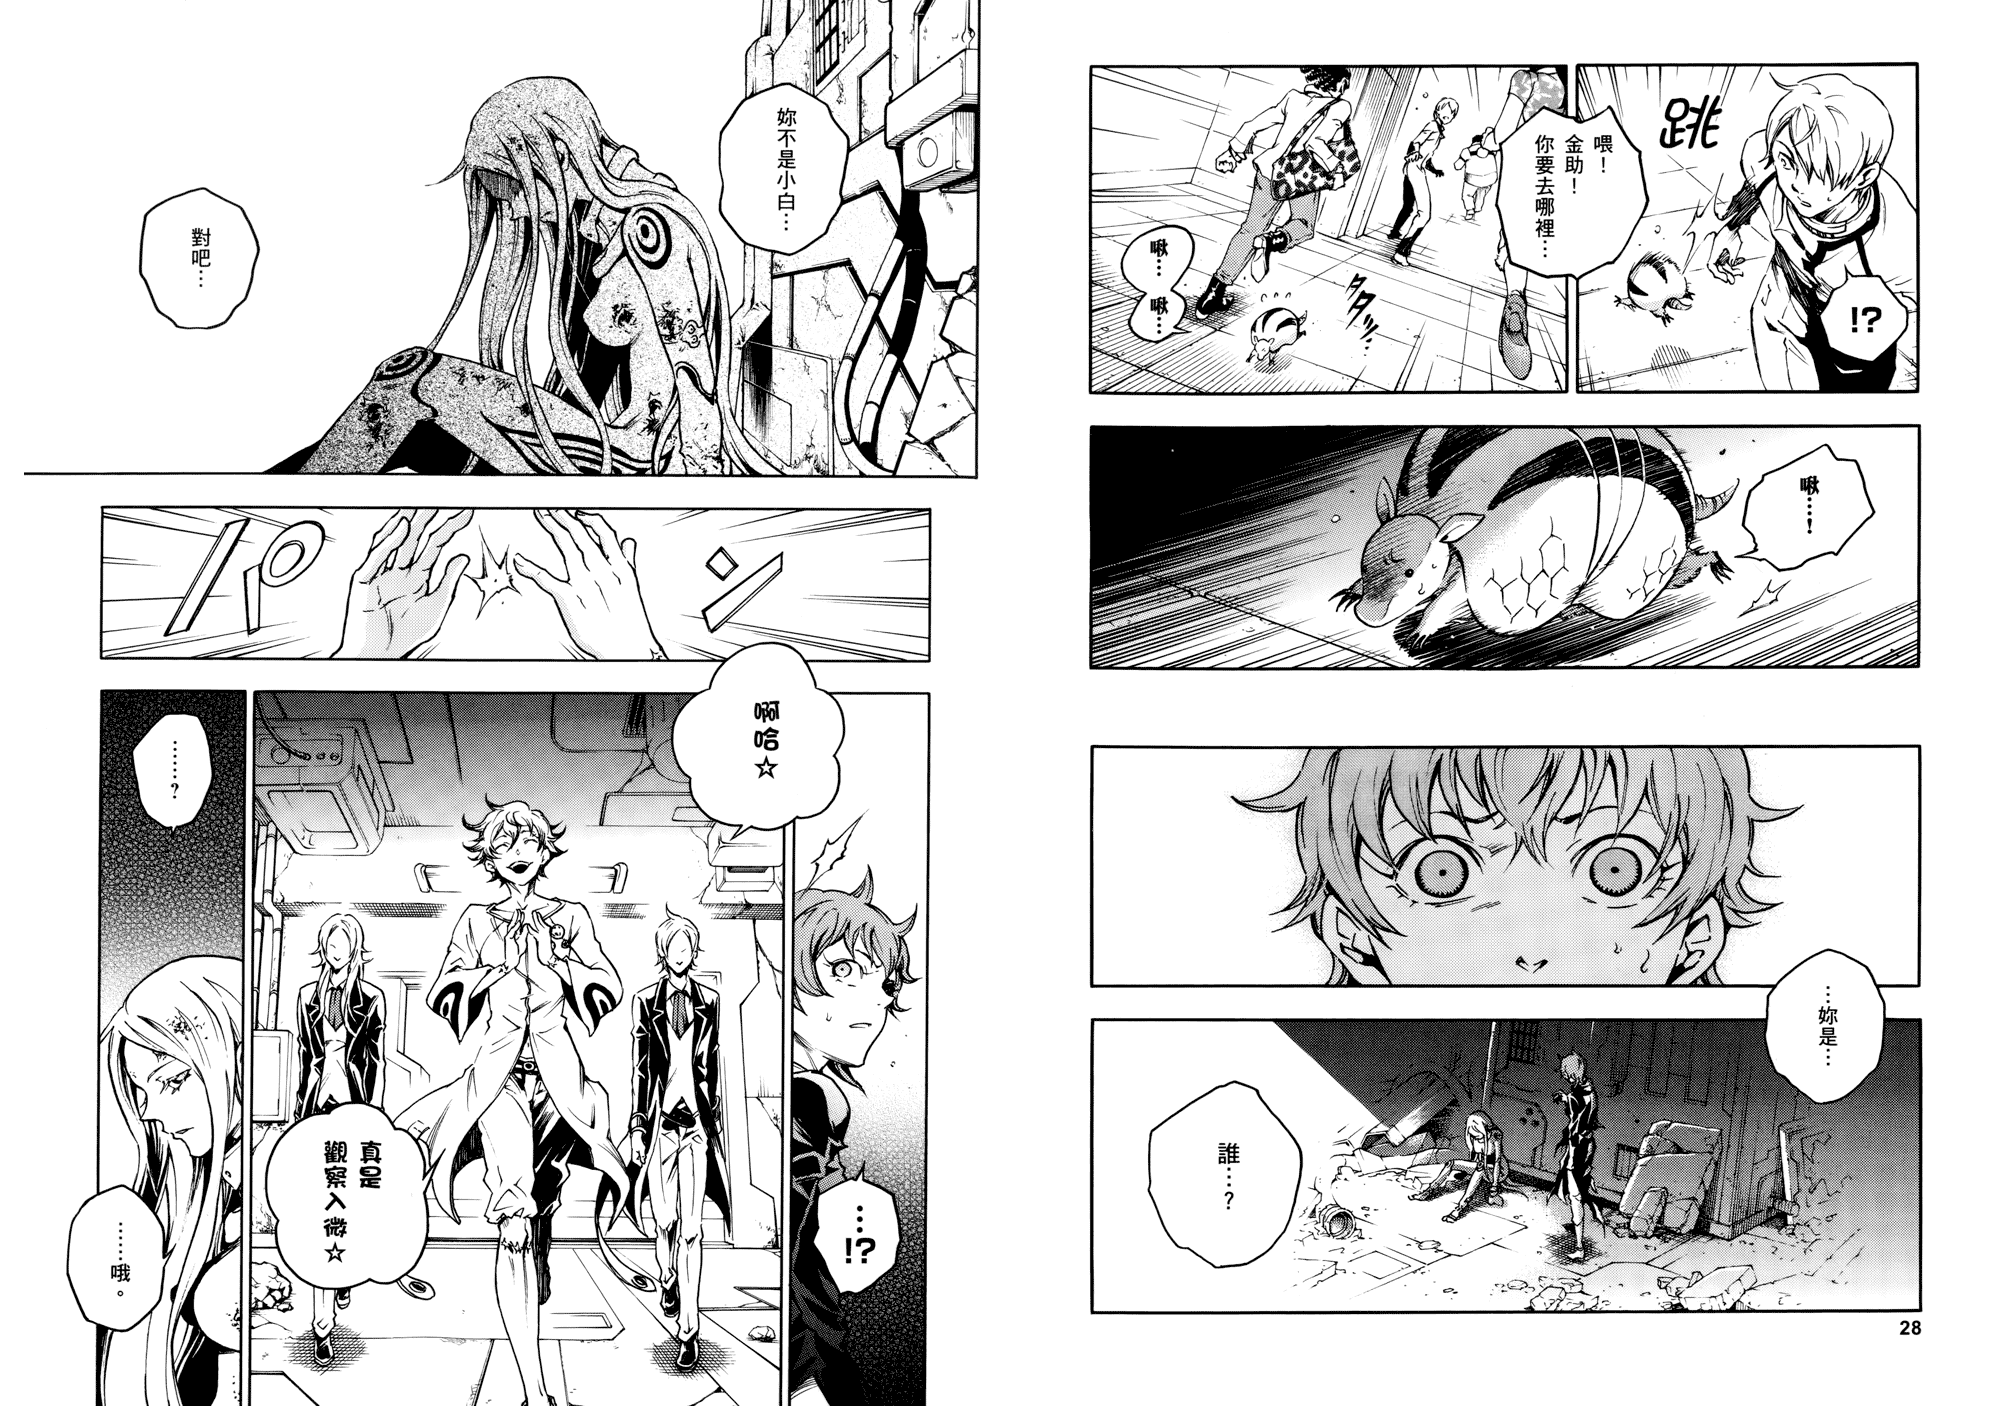 跳
!?
喂！
金助！
你要去哪裡⋯
啾⋯
啾⋯
タタッ
啾⋯！
⋯妳是⋯
誰⋯？
28
妳不是小白⋯
對吧⋯
パン
啊哈☆
⋯!?
真是
觀察入微☆
⋯⋯？
⋯⋯哦。